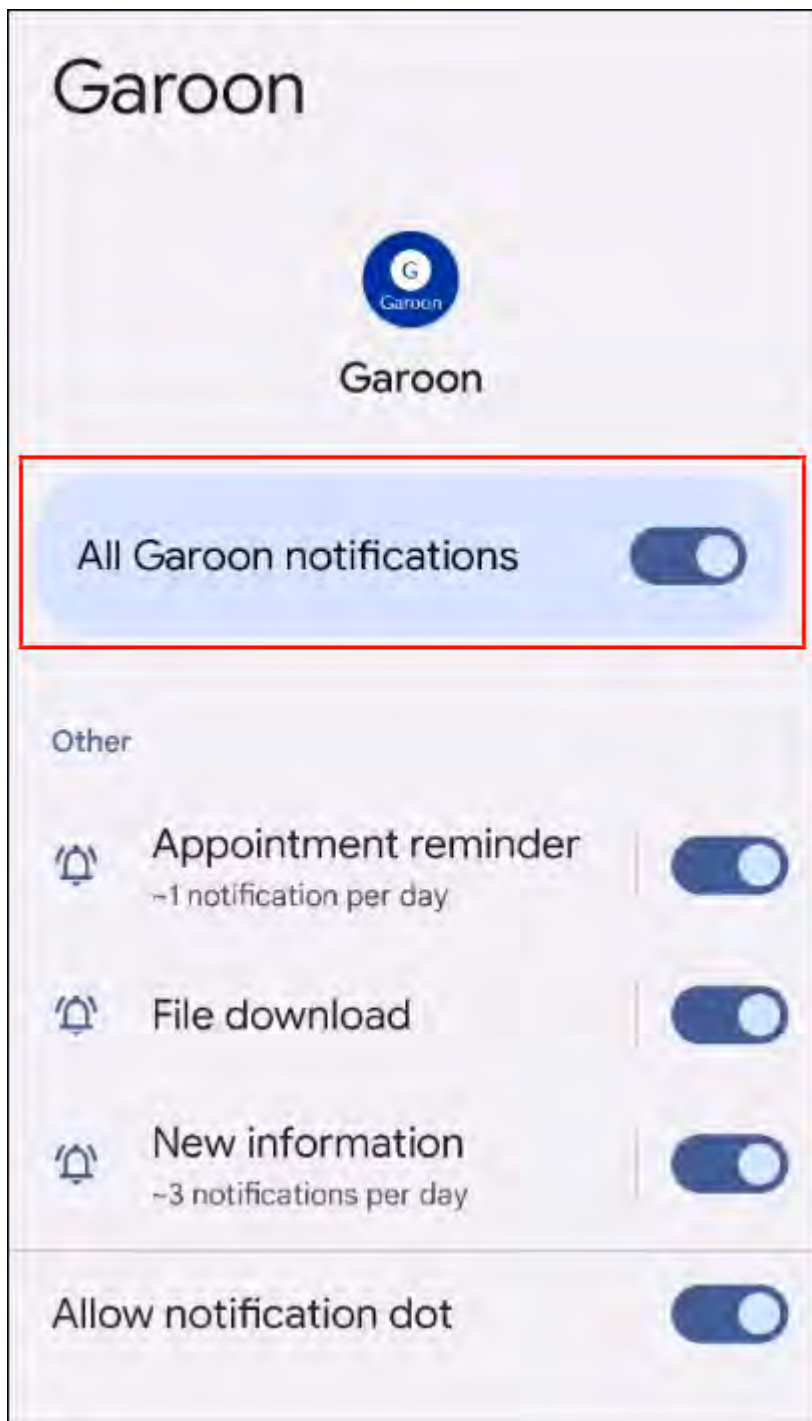 Garoon
G
Garoon
Garoon
All Garoon notifications
Other
Appointment reminder
~1 notification per day
File download
New information
~3 notifications per day
Allow notification dot